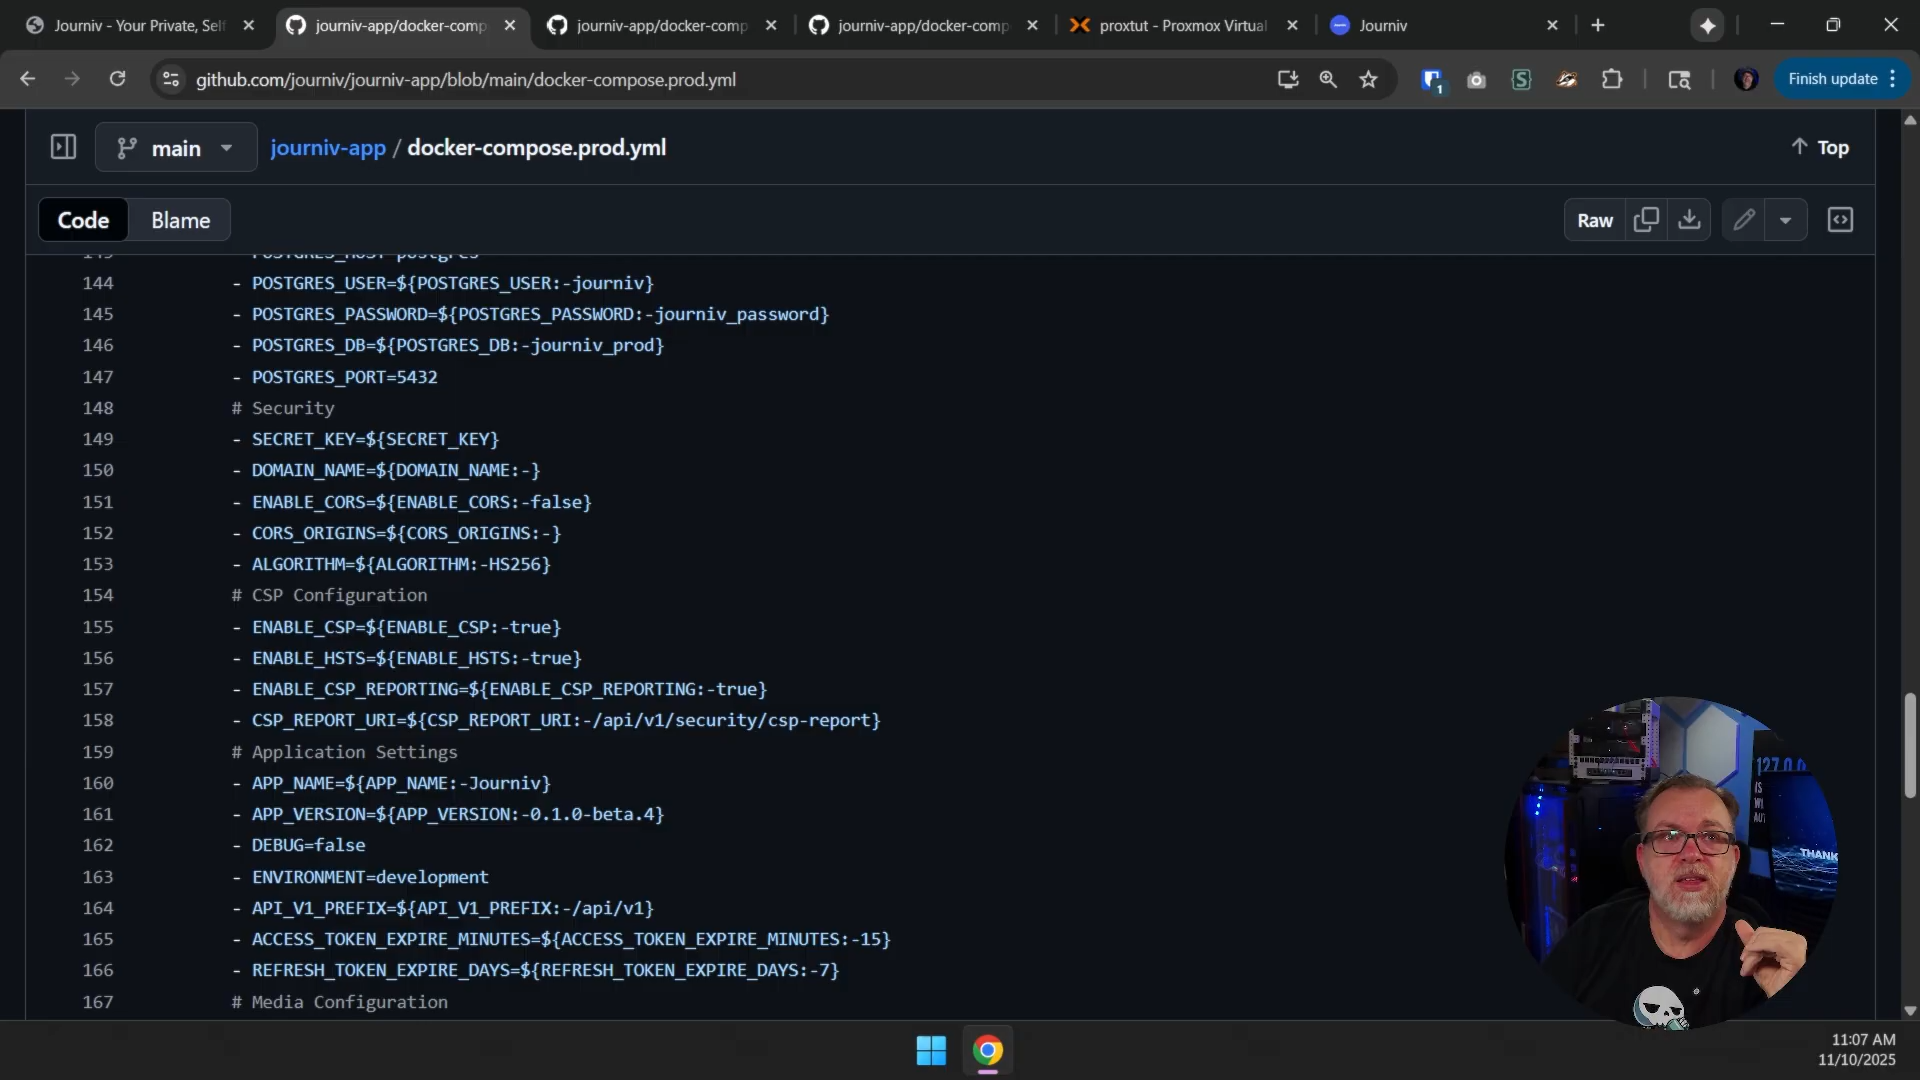 Journiv - Your Private, Self
journiv-app/docker-comp
journiv-app/docker-comp
journiv-app/docker-comp
proxtut - Proxmox Virtual
Journiv
github.com/journiv/journiv-app/blob/main/docker-compose.prod.yml
1
Finish update
main
journiv-app / docker-compose.prod.yml
Top
Code
Blame
Raw
144 - POSTGRES_USER=${POSTGRES_USER:-journiv}
145 - POSTGRES_PASSWORD=${POSTGRES_PASSWORD:-journiv_password}
146 - POSTGRES_DB=${POSTGRES_DB:-journiv_prod}
147 - POSTGRES_PORT=5432
148 # Security
149 - SECRET_KEY=${SECRET_KEY}
150 - DOMAIN_NAME=${DOMAIN_NAME:-}
151 - ENABLE_CORS=${ENABLE_CORS:-false}
152 - CORS_ORIGINS=${CORS_ORIGINS:-}
153 - ALGORITHM=${ALGORITHM:-HS256}
154 # CSP Configuration
155 - ENABLE_CSP=${ENABLE_CSP:-true}
156 - ENABLE_HSTS=${ENABLE_HSTS:-true}
157 - ENABLE_CSP_REPORTING=${ENABLE_CSP_REPORTING:-true}
158 - CSP_REPORT_URI=${CSP_REPORT_URI:-/api/v1/security/csp-report}
159 # Application Settings
160 - APP_NAME=${APP_NAME:-Journiv}
161 - APP_VERSION=${APP_VERSION:-0.1.0-beta.4}
162 - DEBUG=false
163 - ENVIRONMENT=development
164 - API_V1_PREFIX=${API_V1_PREFIX:-/api/v1}
165 - ACCESS_TOKEN_EXPIRE_MINUTES=${ACCESS_TOKEN_EXPIRE_MINUTES:-15}
166 - REFRESH_TOKEN_EXPIRE_DAYS=${REFRESH_TOKEN_EXPIRE_DAYS:-7}
167 # Media Configuration
127.0.0
THANK
11:07 AM
11/10/2025